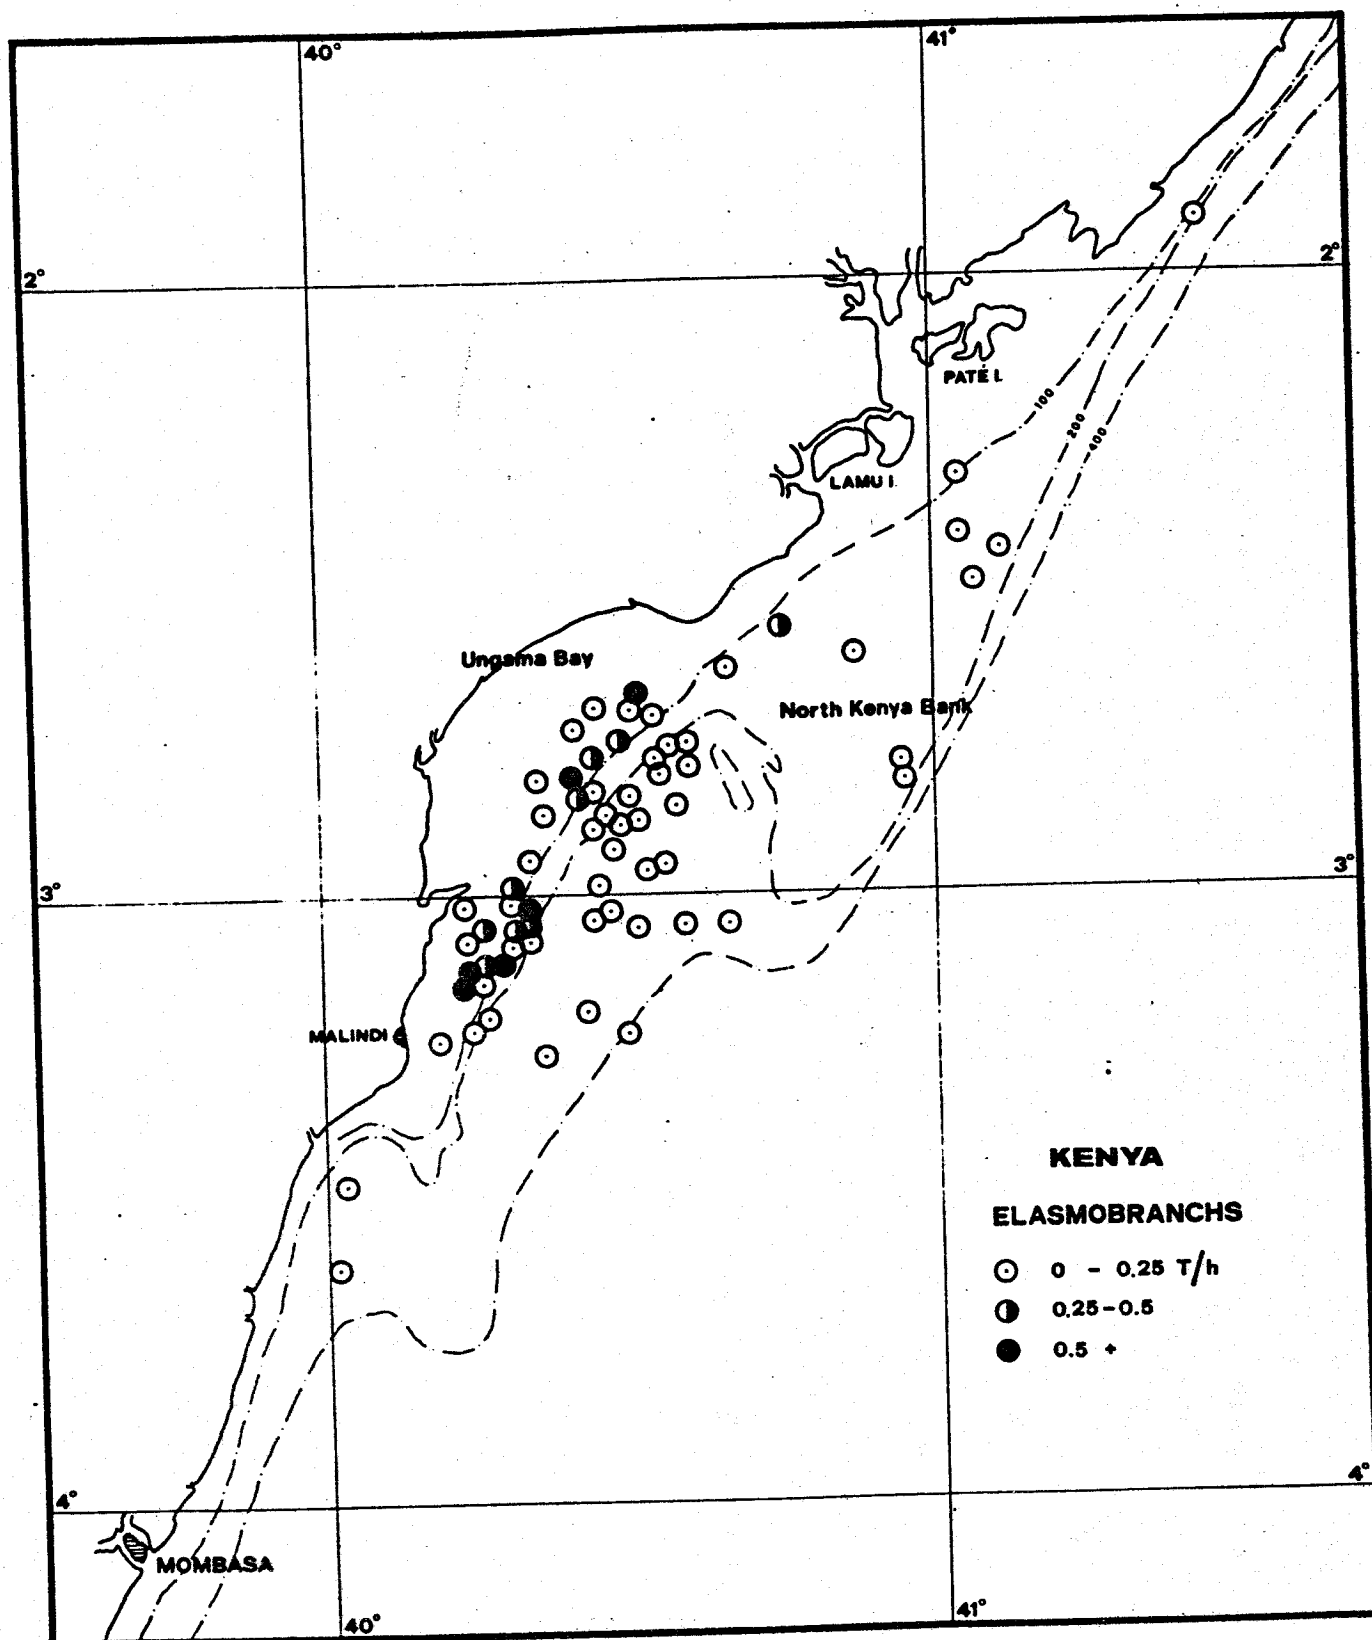 40°
41°
2°
2°
PATÉ I.
100
200
400
LAMU I.
Ungama Bay
North Kenya Bank
3°
3°
MALINDI
KENYA
ELASMOBRANCHS
0 - 0.25 T/h
0.25-0.5
0.5 +
4°
4°
MOMBASA
40°
41°